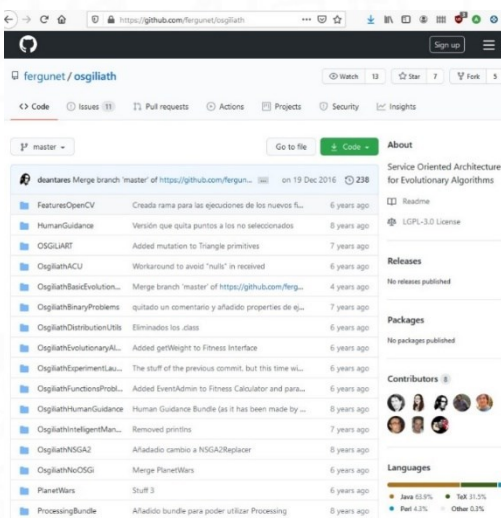 https://github.com/fergunet/osgiliath
Sign up
fergunet / osgiliath
Watch 13
Star 7
Fork 5
Code
Issues 11
Pull requests
Actions
Projects
Security
Insights
master
Go to file
Code
deantares Merge branch 'master' of https://github.com/fergun... on 19 Dec 2016 238
FeaturesOpenCV Creada rama para las ejecuciones de los nuevos fi... 6 years ago
HumanGuidance Versión que quita puntos a los no seleccionados 8 years ago
OSGILIART Added mutation to Triangle primitives 7 years ago
OsgiliathACU Workaround to avoid "nulls" in received 6 years ago
OsgiliathBasicEvolution... Merge branch 'master' of https://github.com/ferg... 4 years ago
OsgiliathBinaryProblems quitado un comentario y añadido properties de ej... 7 years ago
OsgiliathDistributionUtils Eliminados los .class 6 years ago
OsgiliathEvolutionaryAl... Added getWeight to Fitness Interface 6 years ago
OsgiliathExperimentLau... The stuff of the previous commit, but this time wi... 6 years ago
OsgiliathFunctionsProbl... Added EventAdmin to Fitness Calculator and para... 6 years ago
OsgiliathHumanGuidance Human Guidance Bundle (as it has been made by ... 8 years ago
OsgiliathIntelligentMan... Removed printlns 7 years ago
OsgiliathNSGA2 Añadadio cambio a NSGA2Replacer 8 years ago
OsgiliathNoOSGi Merge PlanetWars 6 years ago
PlanetWars Stuff 3 6 years ago
ProcessingBundle Añadido bundle para poder utilizar Processing 8 years ago
About
Service Oriented Architecture
for Evolutionary Algorithms
Readme
LGPL-3.0 License
Releases
No releases published
Packages
No packages published
Contributors 8
Languages
Java 63.9%
TeX 31.5%
Perl 4.3%
Other 0.3%